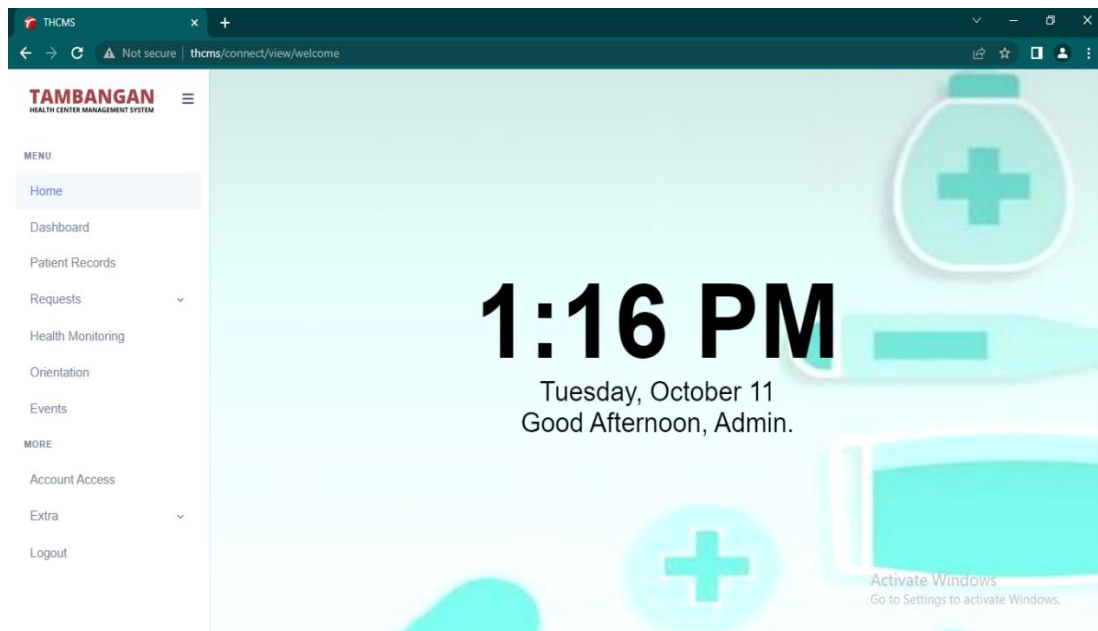 THCMS
Not secure | thcms/connect/view/welcome
TAMBANGAN
HEALTH CENTER MANAGEMENT SYSTEM
MENU
Home
Dashboard
Patient Records
Requests
Health Monitoring
Orientation
Events
MORE
Account Access
Extra
Logout
1:16 PM
Tuesday, October 11
Good Afternoon, Admin.
Activate Windows
Go to Settings to activate Windows.